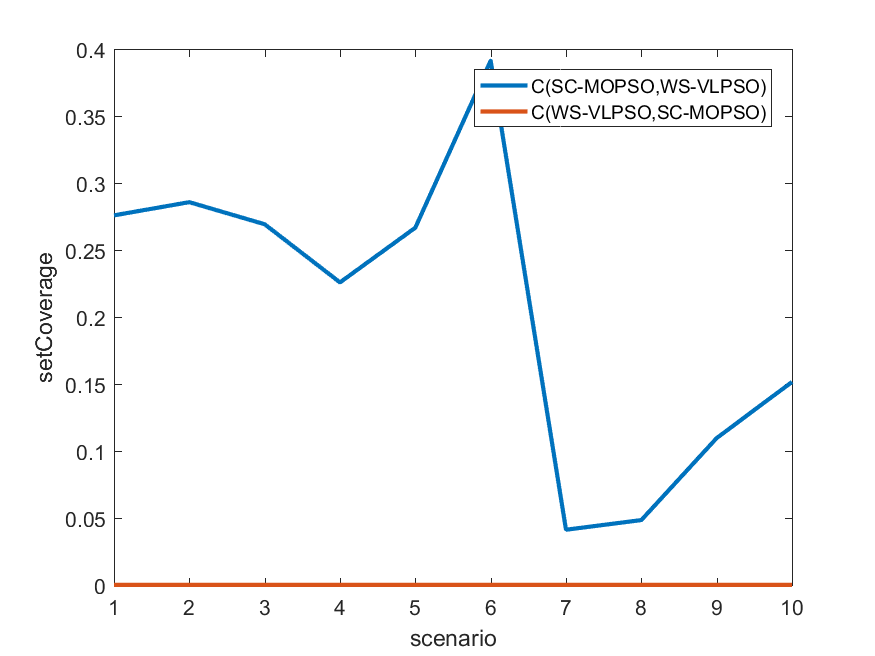 0.4
0.35
0.3
0.25
0.2
0.15
0.1
0.05
0
setCoverage
C(SC-MOPSO,WS-VLPSO)
C(WS-VLPSO,SC-MOPSO)
1 2 3 4 5 6 7 8 9 10
scenario